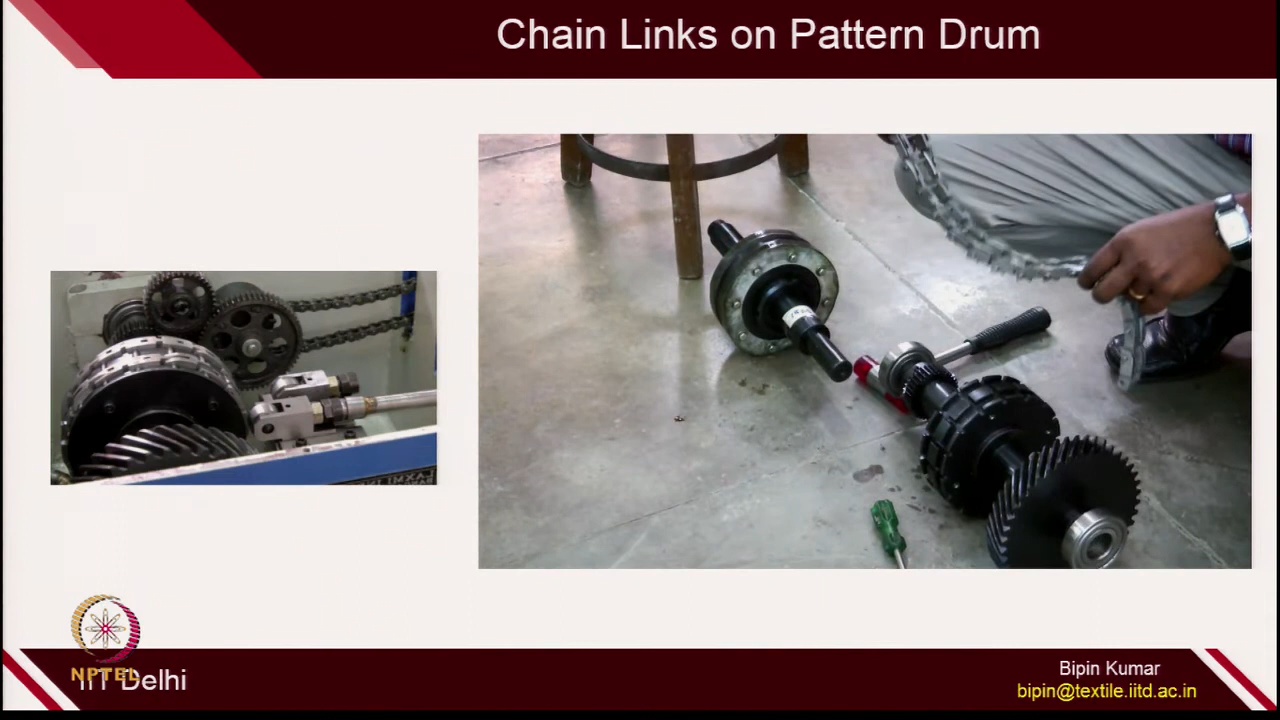 Chain Links on Pattern Drum
NPTEL
IIT Delhi
Bipin Kumar
bipin@textile.iitd.ac.in